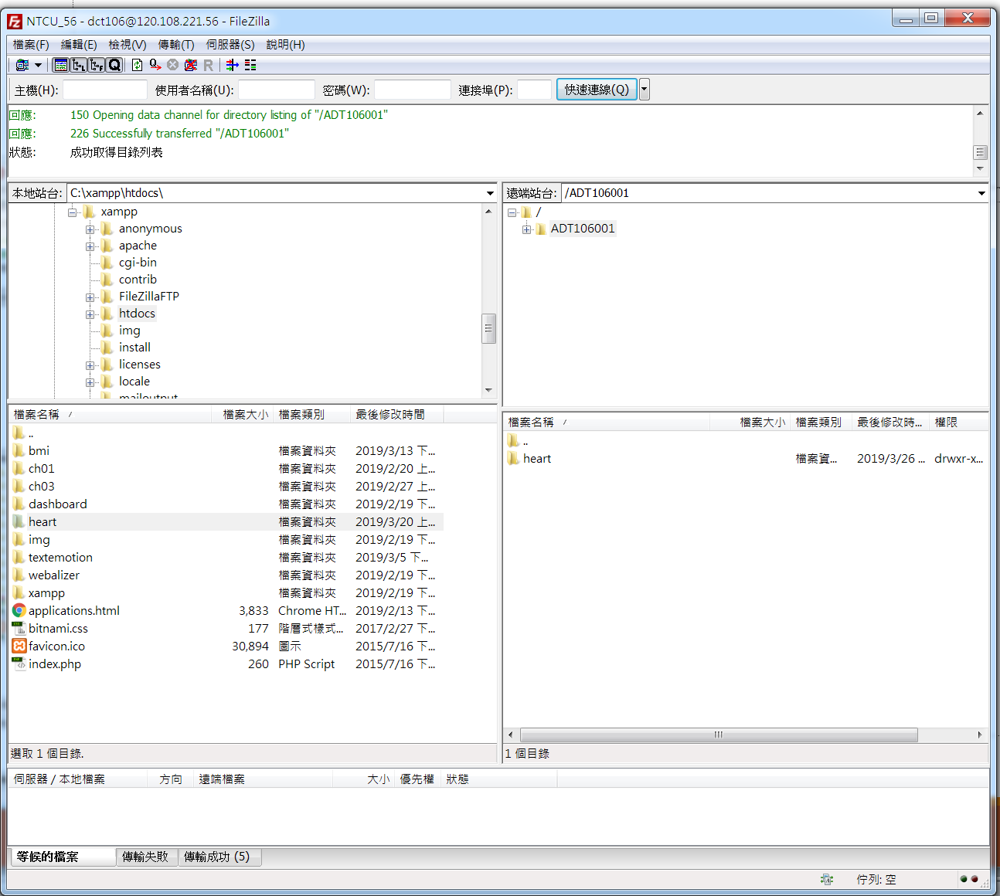 NTCU_56 - dct106@120.108.221.56 - FileZilla
檔案(F) 編輯(E) 檢視(V) 傳輸(T) 伺服器(S) 說明(H)
主機(H): 使用者名稱(U): 密碼(W): 連接埠(P): 快速連線(Q)
回應: 150 Opening data channel for directory listing of "/ADT106001"
回應: 226 Successfully transferred "/ADT106001"
狀態: 成功取得目錄列表
本地站台: C:\xampp\htdocs\
xampp
anonymous
apache
cgi-bin
contrib
FileZillaFTP
htdocs
img
install
licenses
locale
mailoutput
檔案名稱 檔案大小 檔案類別 最後修改時間
..
bmi 檔案資料夾 2019/3/13 下...
ch01 檔案資料夾 2019/2/20 上...
ch03 檔案資料夾 2019/2/27 上...
dashboard 檔案資料夾 2019/2/19 下...
heart 檔案資料夾 2019/3/20 上...
img 檔案資料夾 2019/2/19 下...
textemotion 檔案資料夾 2019/3/5 下...
webalizer 檔案資料夾 2019/2/19 下...
xampp 檔案資料夾 2019/2/19 下...
applications.html 3,833 Chrome HT... 2019/2/13 下...
bitnami.css 177 階層式樣式... 2017/2/27 下...
favicon.ico 30,894 圖示 2015/7/16 下...
index.php 260 PHP Script 2015/7/16 下...
選取 1 個目錄.
遠端站台: /ADT106001
/
ADT106001
檔案名稱 檔案大小 檔案類別 最後修改時... 權限
..
heart 檔案資... 2019/3/26 ... drwxr-x...
1 個目錄
伺服器 / 本地檔案 方向 遠端檔案 大小 優先權 狀態
等候的檔案 傳輸失敗 傳輸成功 (5)
佇列: 空